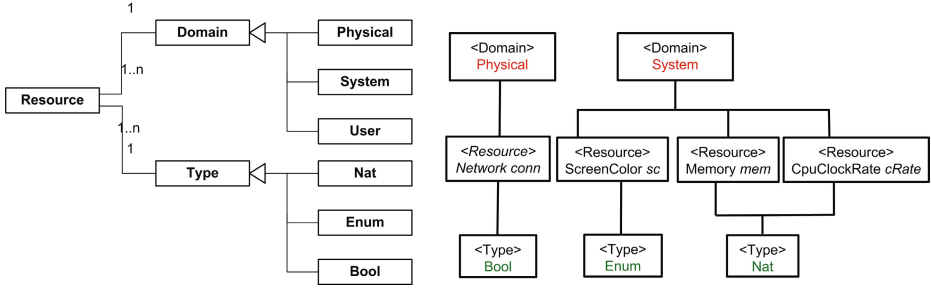 1
Domain
Physical
1..n
System
Resource
User
1..n
1
Type
Nat
Enum
Bool
<Domain>
Physical
<Domain>
System
<Resource>
Network conn
<Resource>
ScreenColor sc
<Resource>
Memory mem
<Resource>
CpuClockRate cRate
<Type>
Bool
<Type>
Enum
<Type>
Nat